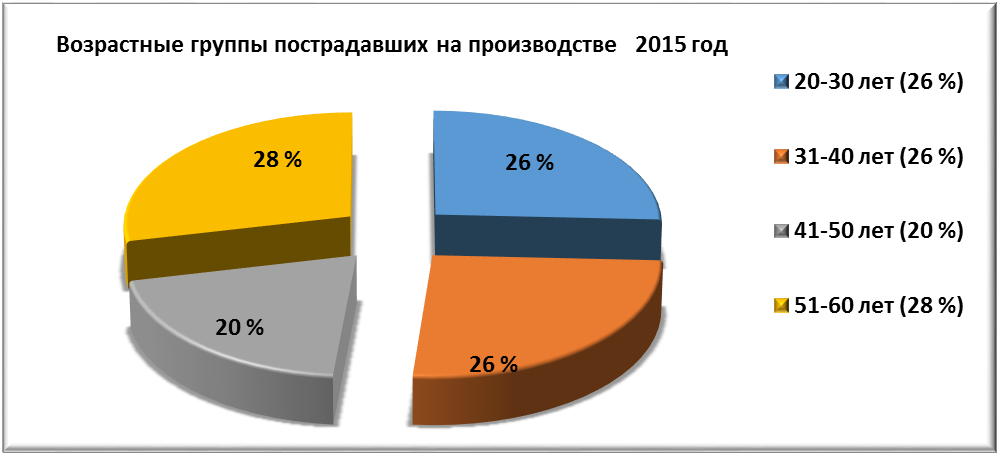 Возрастные группы пострадавших на производстве 2015 год
28 %
26 %
20 %
26 %
20-30 лет (26 %)
31-40 лет (26 %)
41-50 лет (20 %)
51-60 лет (28 %)